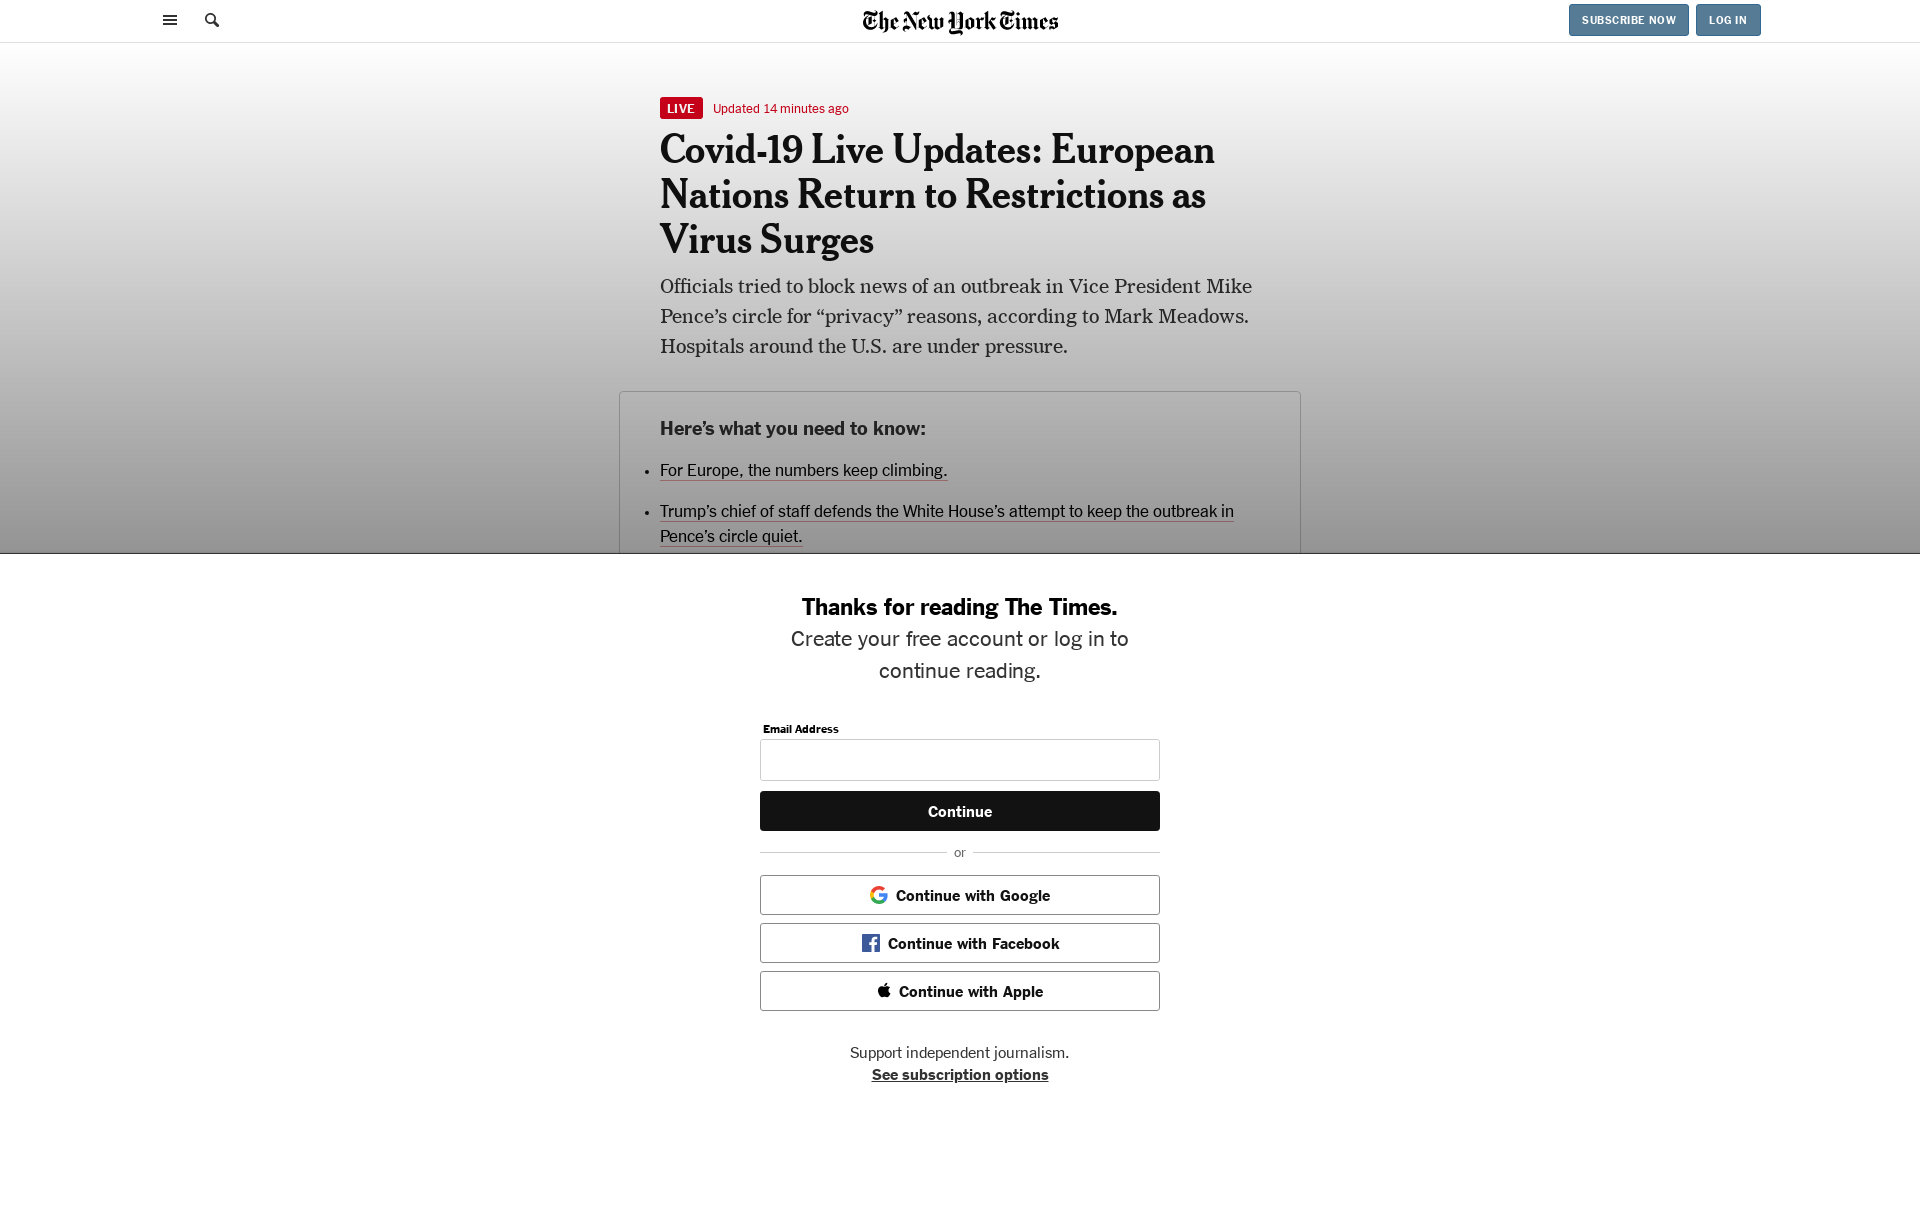 The New York Times
SUBSCRIBE NOW
LOG IN
LIVE
Updated 14 minutes ago
Covid-19 Live Updates: European
Nations Return to Restrictions as
Virus Surges
Officials tried to block news of an outbreak in Vice President Mike
Pence’s circle for “privacy” reasons, according to Mark Meadows.
Hospitals around the U.S. are under pressure.
Here’s what you need to know:
• For Europe, the numbers keep climbing.
• Trump’s chief of staff defends the White House’s attempt to keep the outbreak in
Pence’s circle quiet.
Thanks for reading The Times.
Create your free account or log in to
continue reading.
Email Address
Continue
or
Continue with Google
Continue with Facebook
Continue with Apple
Support independent journalism.
See subscription options